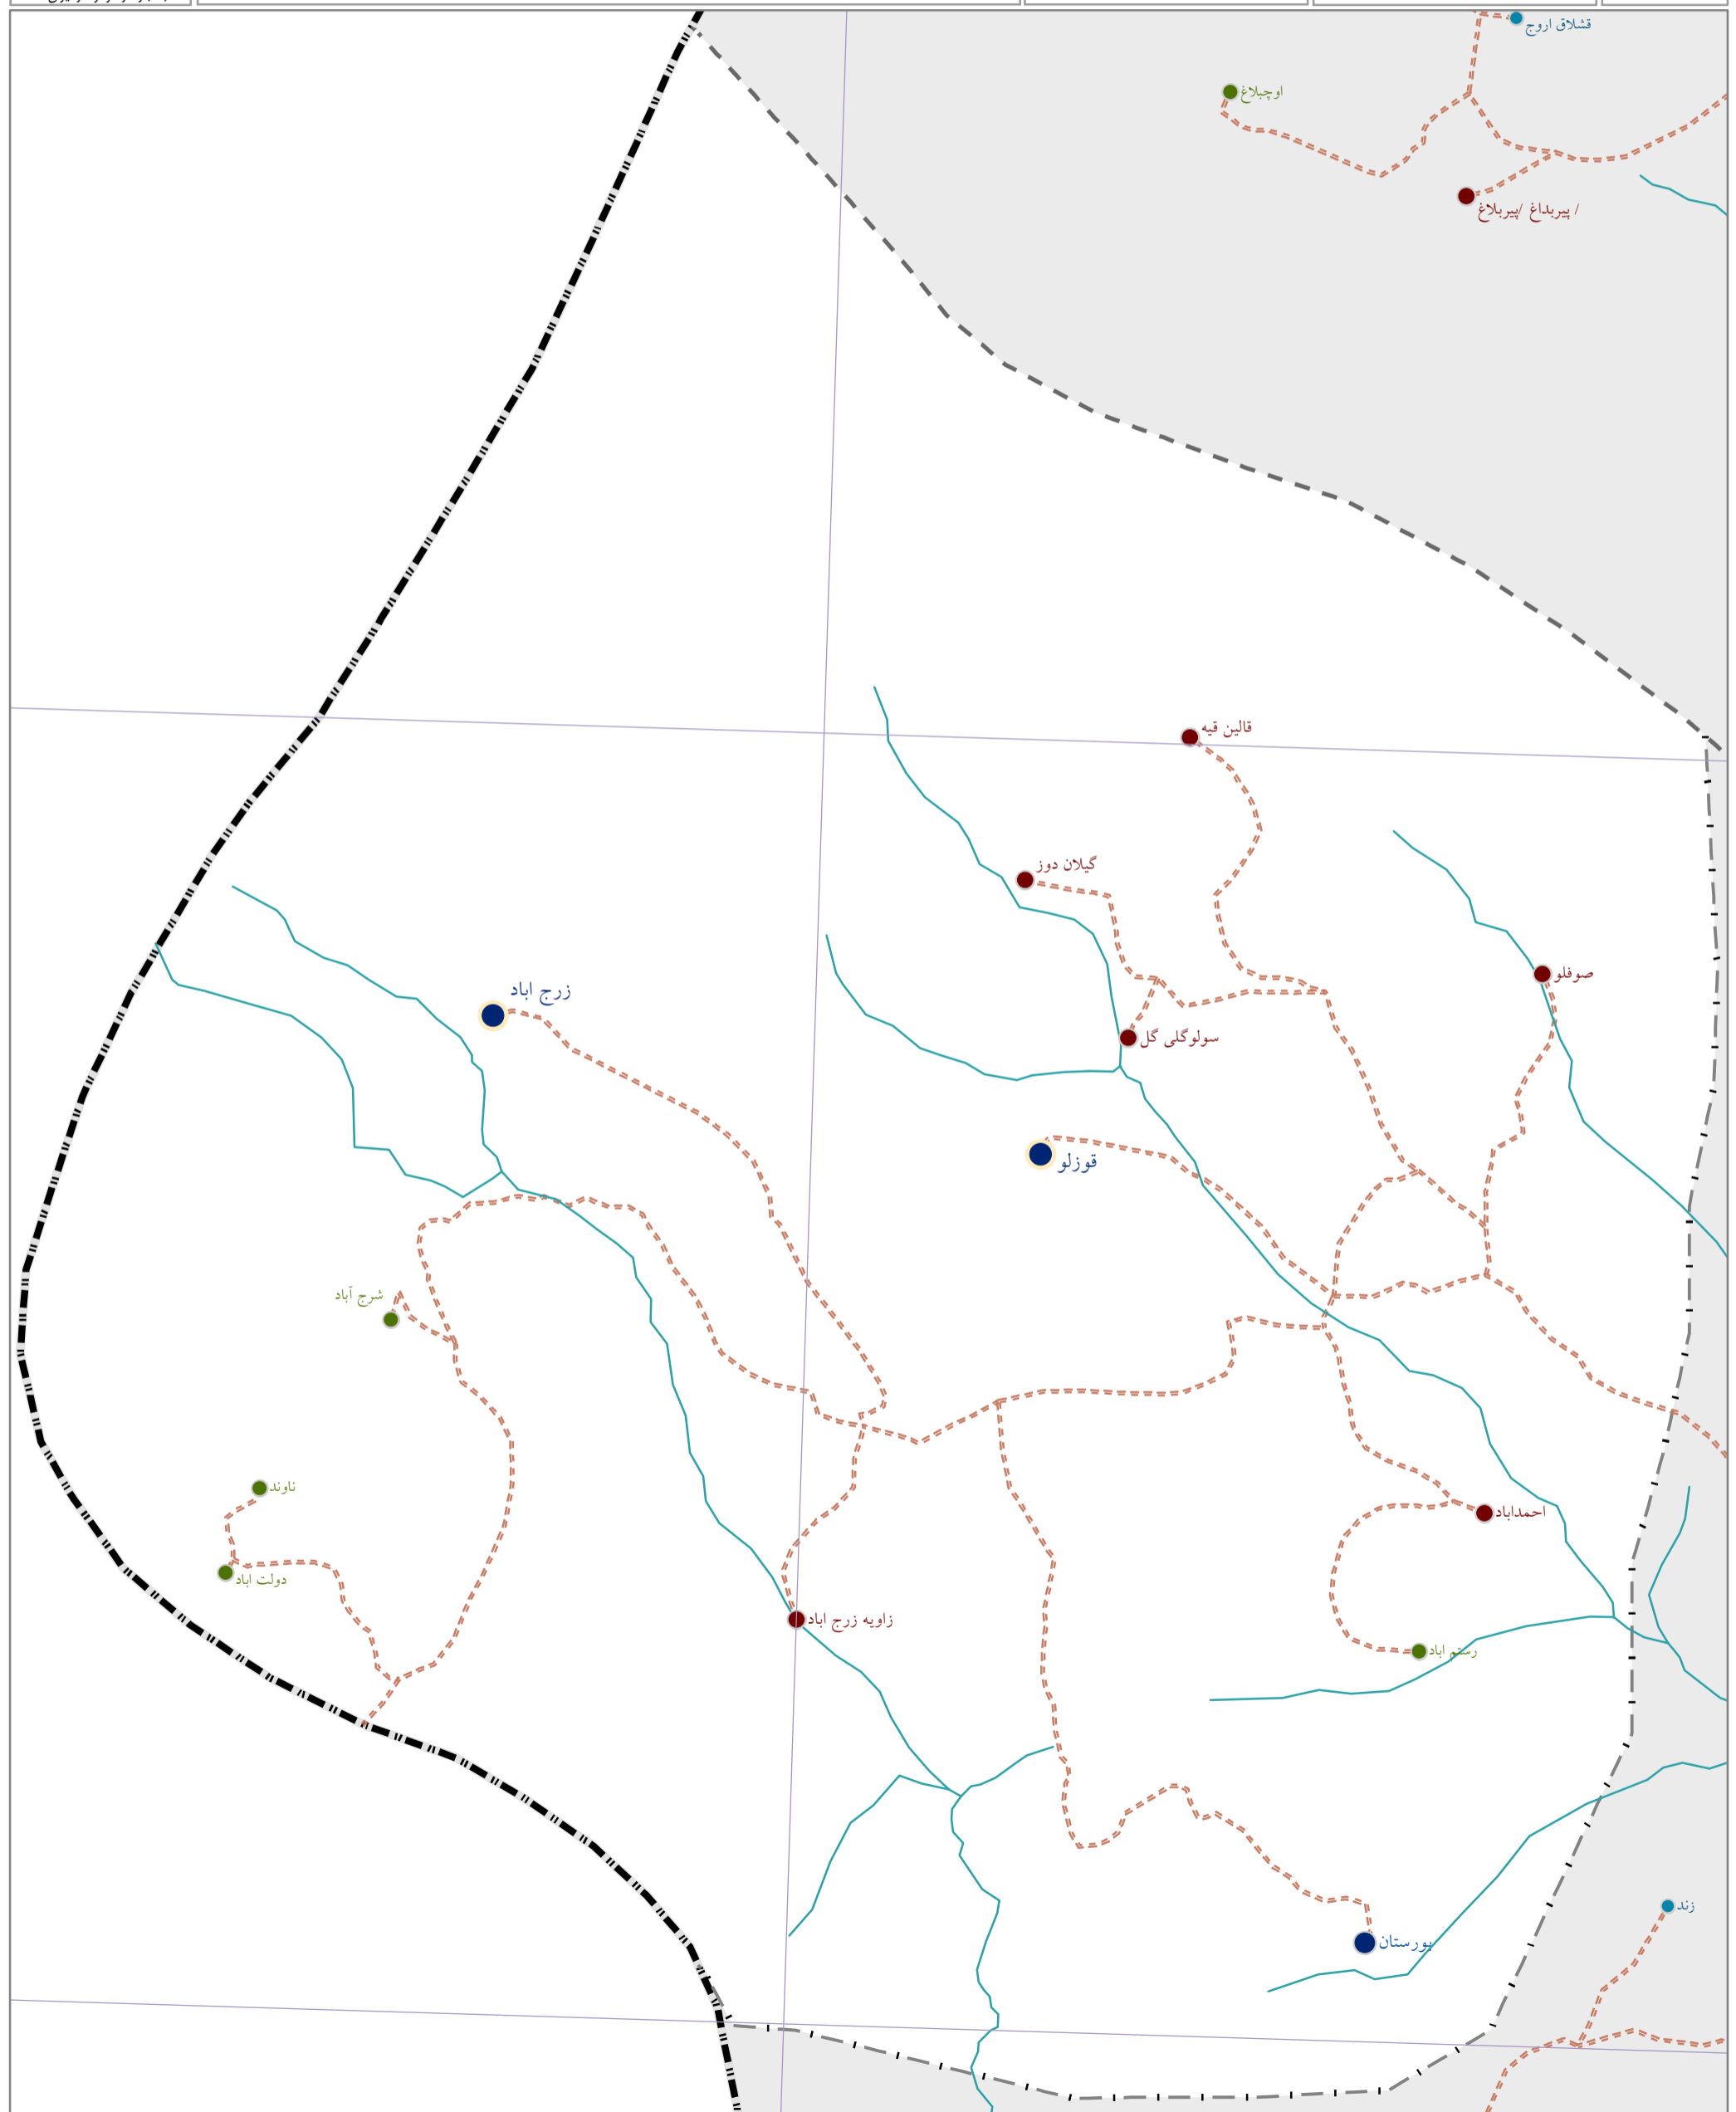 قشلاق اروج
اوچبلاغ
پیربداغ /پیربلاغ /
قالین قیه
گیلان دوز
صوفلو
زرج اباد
سولوگلی گل
قوزلو
شرج آباد
ناوند
احمداباد
دولت اباد
زاویه زرج اباد
رستم اباد
زند
پورستان